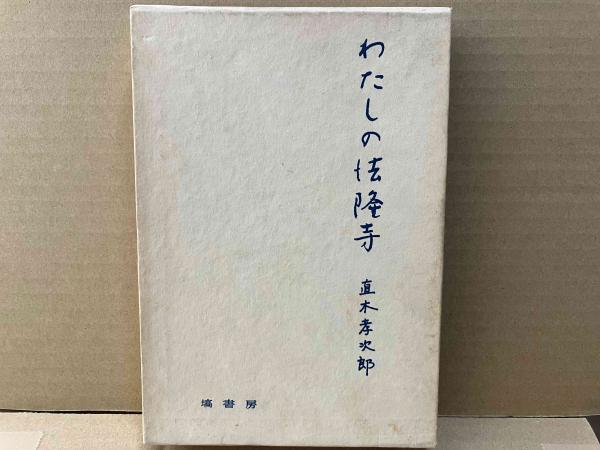 わたしの法隆寺
直木孝次郎
塙書房